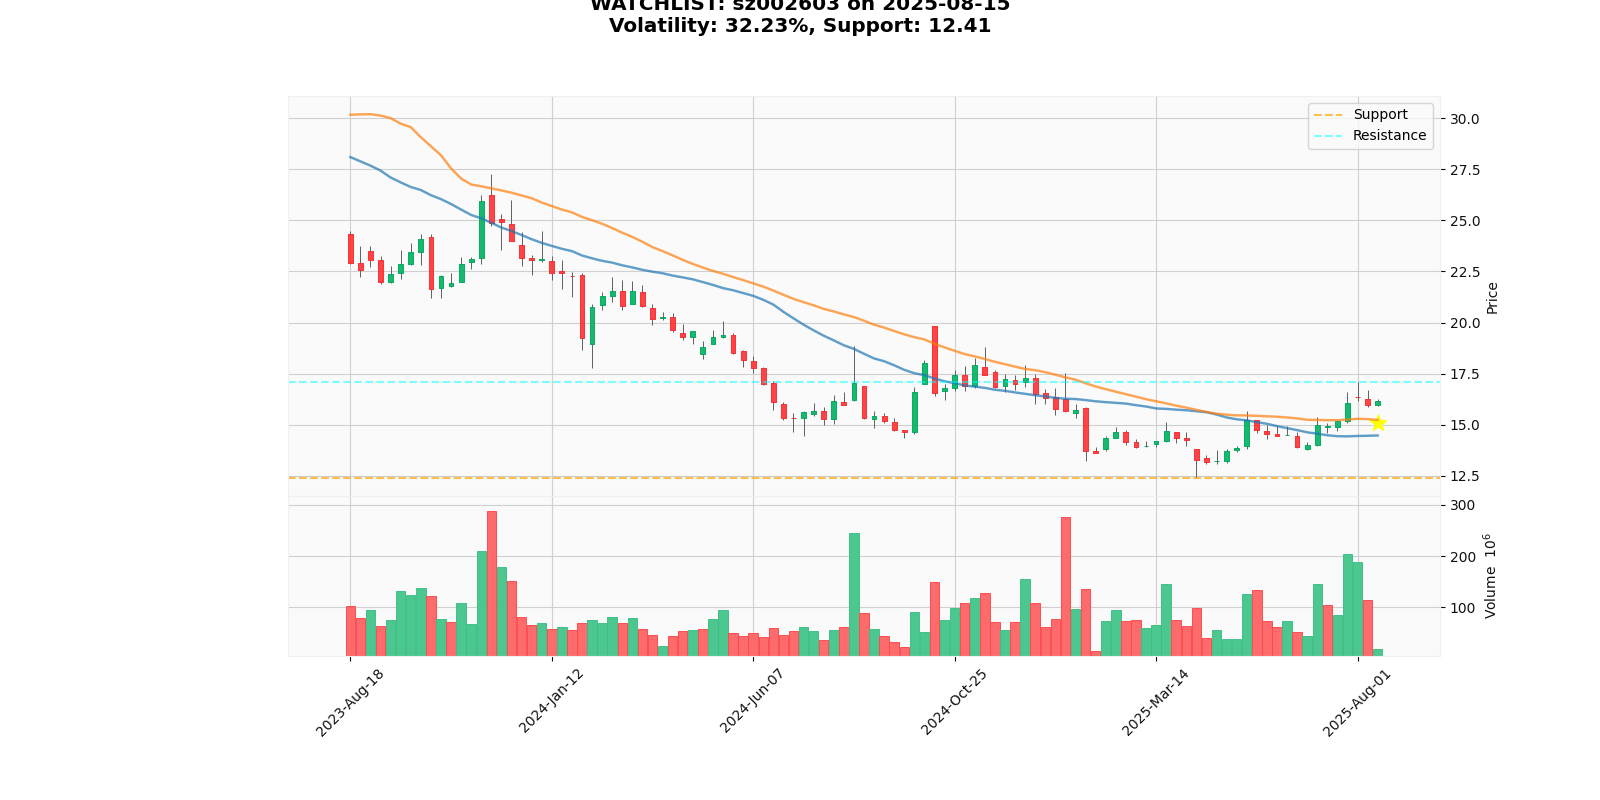 WATCHLIST: sz002603 on 2025-08-15
Volatility: 32.23%, Support: 12.41
Support
Resistance
30.0
27.5
25.0
22.5
20.0
17.5
15.0
12.5
Price
300
200
100
Volume 10⁶
2023-Aug-18
2024-Jan-12
2024-Jun-07
2024-Oct-25
2025-Mar-14
2025-Aug-01